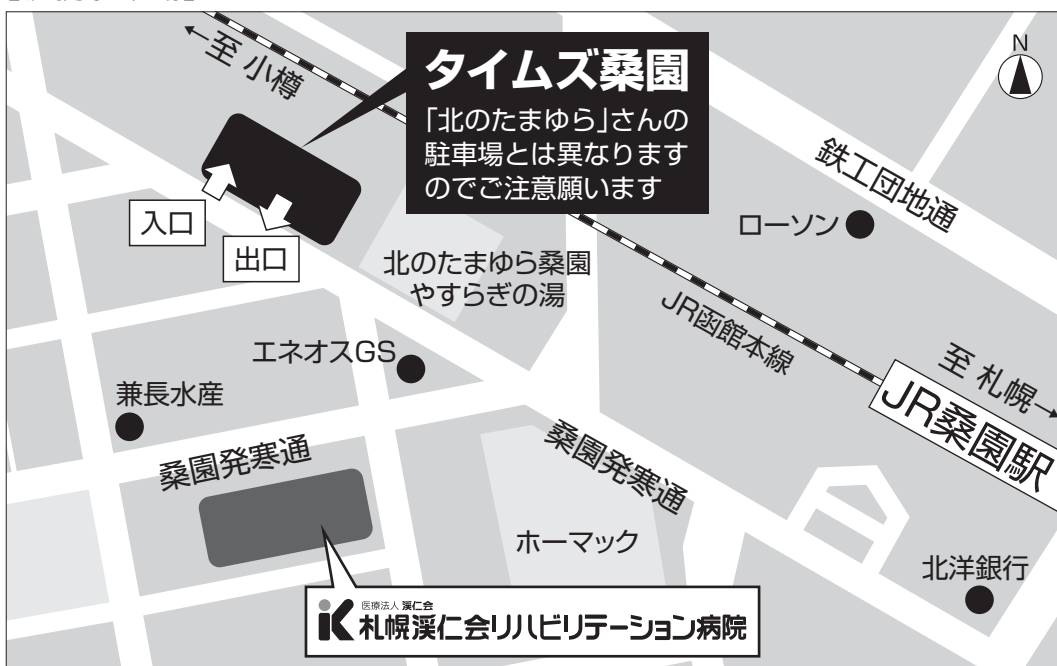 ←至 小樽
タイムズ桑園
「北のたまゆら」さんの
駐車場とは異なります
のでご注意願います
N
鉄工団地通
ローソン
入口
出口
北のたまゆら桑園
やすらぎの湯
JR函館本線
エネオスGS
至 札幌→
兼長水産
JR桑園駅
桑園発寒通
桑園発寒通
ホーマック
北洋銀行
医療法人 渓仁会
札幌渓仁会リハビリテーション病院